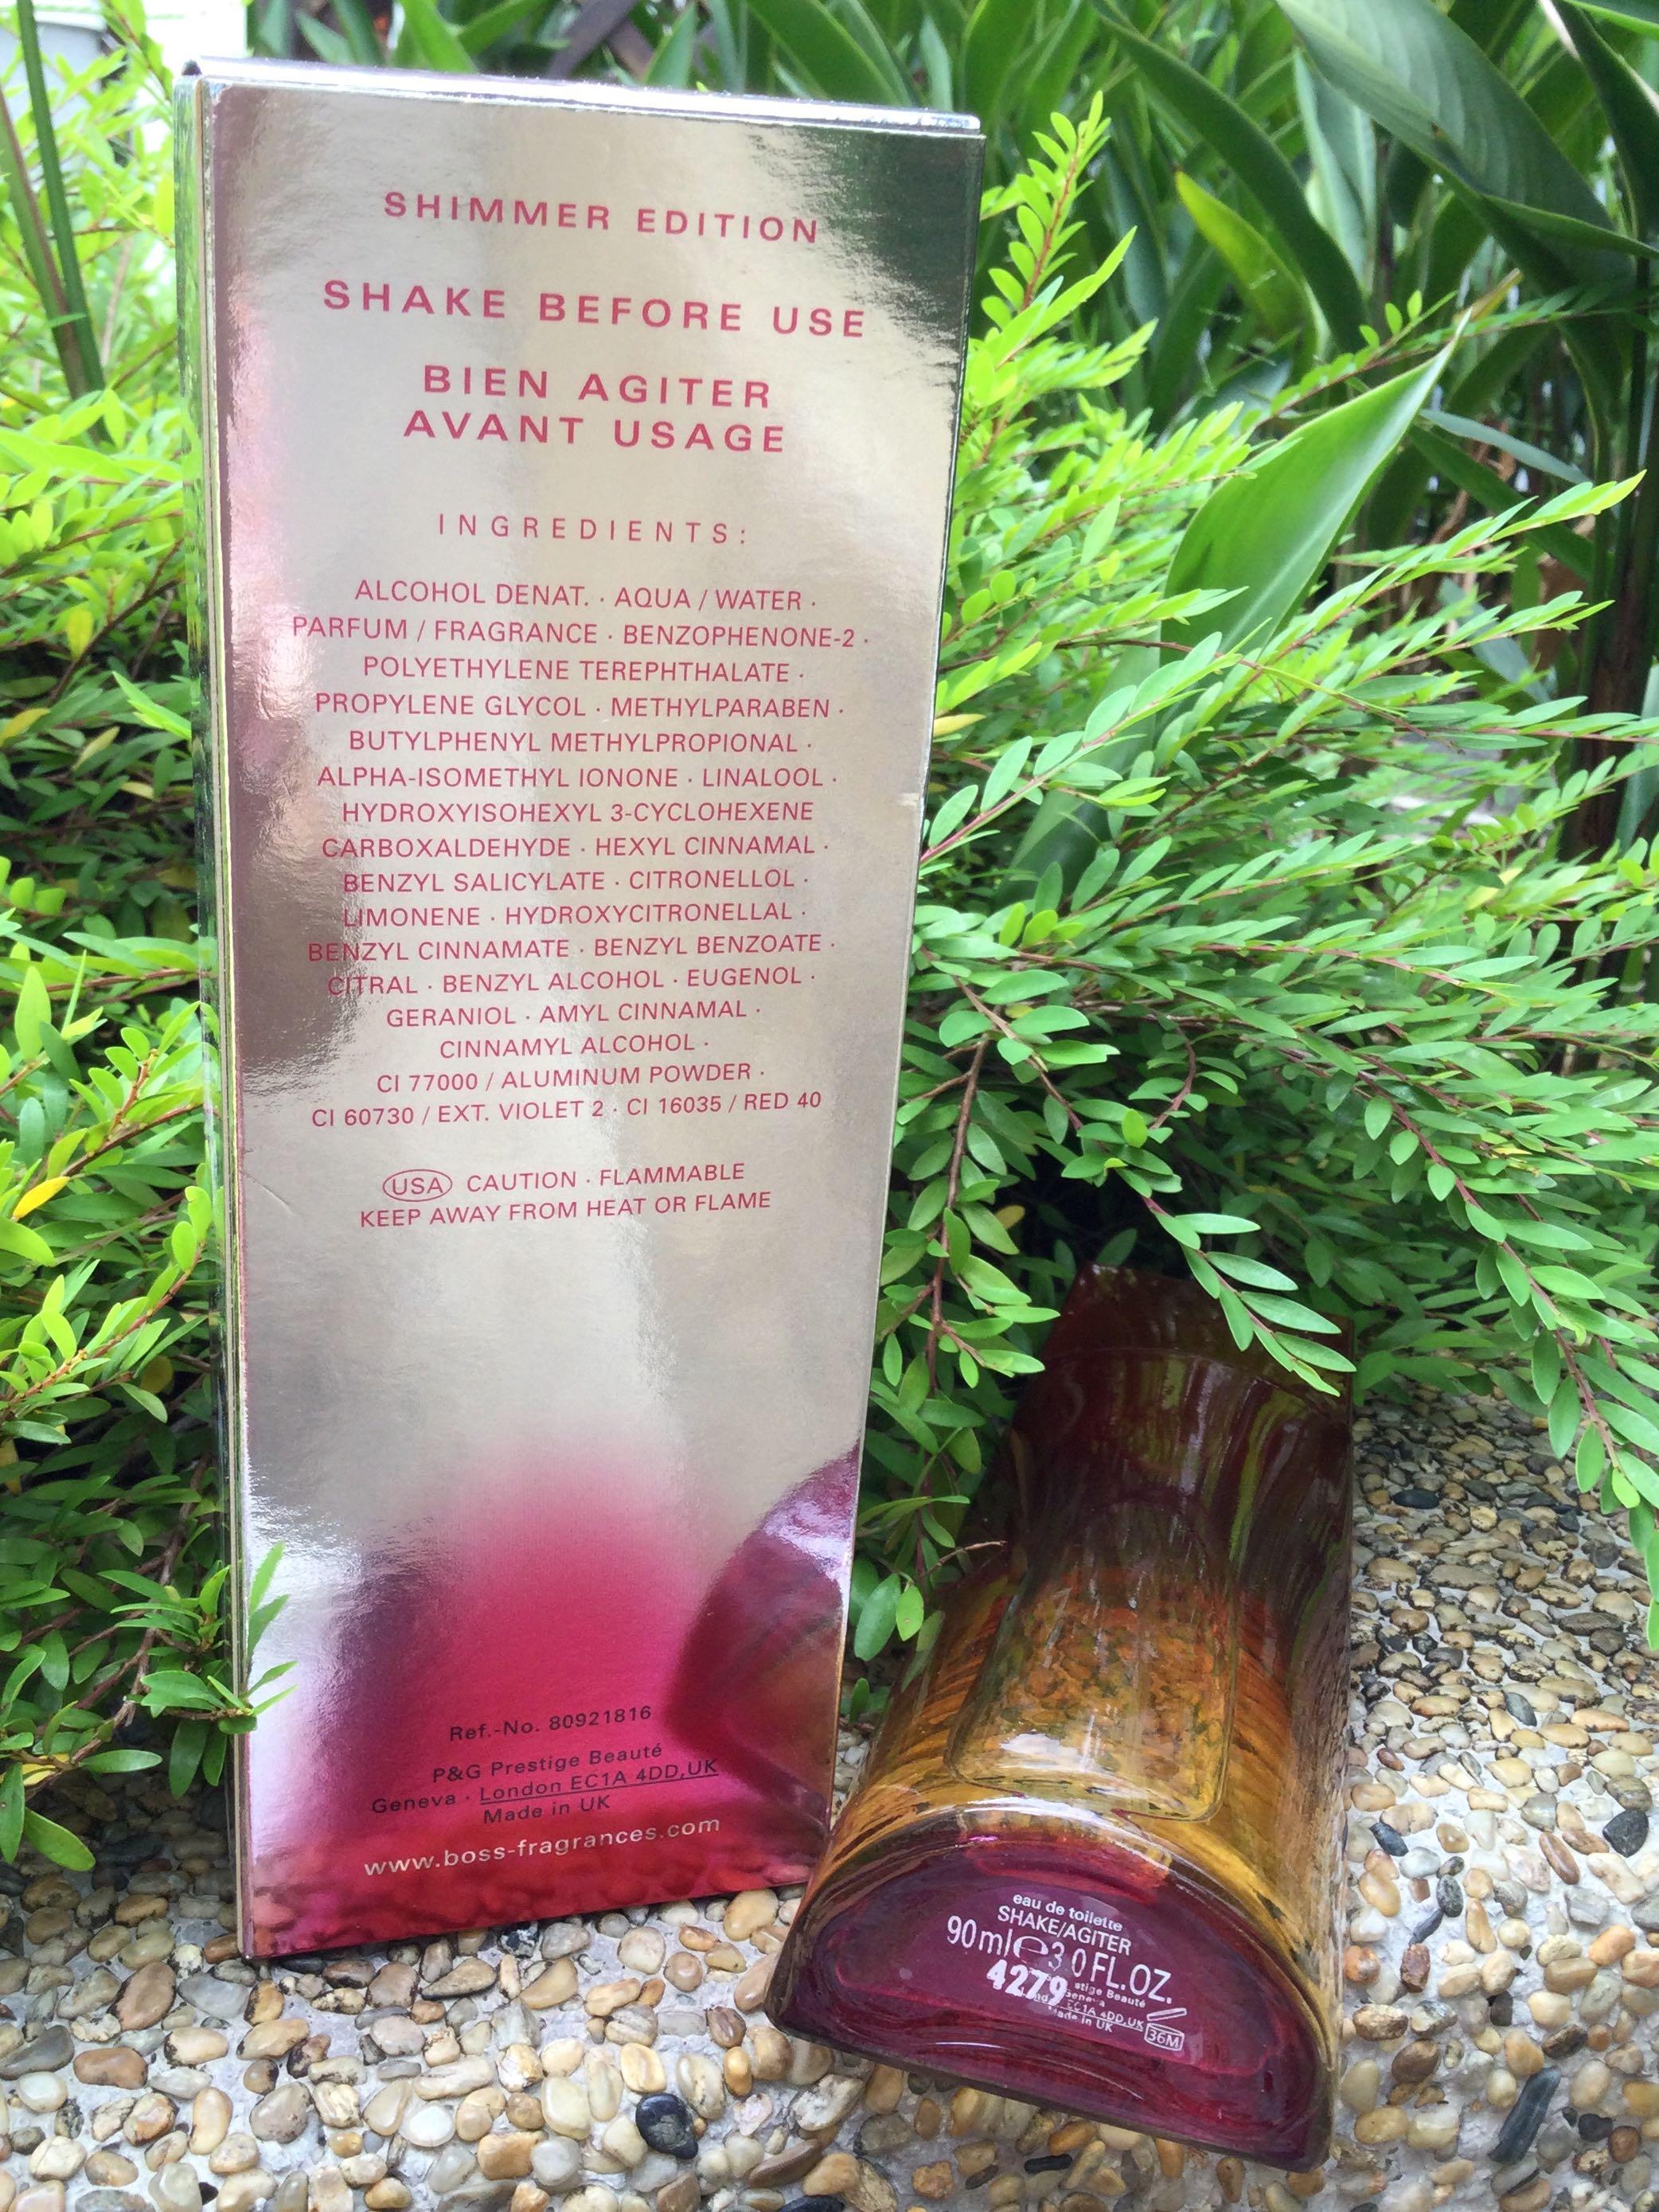 SHIMMER EDITION
SHAKE BEFORE USE
BIEN AGITER
AVANT USAGE
INGREDIENTS:
ALCOHOL DENAT. · AQUA / WATER ·
PARFUM / FRAGRANCE · BENZOPHENONE-2 ·
POLYETHYLENE TEREPHTHALATE ·
PROPYLENE GLYCOL · METHYLPARABEN ·
BUTYLPHENYL METHYLPROPIONAL ·
ALPHA-ISOMETHYL IONONE · LINALOOL ·
HYDROXYISOHEXYL 3-CYCLOHEXENE
CARBOXALDEHYDE · HEXYL CINNAMAL ·
BENZYL SALICYLATE · CITRONELLOL ·
LIMONENE · HYDROXYCITRONELLAL ·
BENZYL CINNAMATE · BENZYL BENZOATE ·
CITRAL · BENZYL ALCOHOL · EUGENOL ·
GERANIOL · AMYL CINNAMAL ·
CINNAMYL ALCOHOL ·
CI 77000 / ALUMINUM POWDER ·
CI 60730 / EXT. VIOLET 2 · CI 16035 / RED 40
USA CAUTION · FLAMMABLE
KEEP AWAY FROM HEAT OR FLAME
Ref.-No. 80921816
P&G Prestige Beauté
Geneva · London EC1A 4DD,UK
Made in UK
www.boss-fragrances.com
eau de toilette
SHAKE/AGITER
90 ml ℮ 3.0 FL.OZ.
4279
Beauté
EC1A 4DD,UK
Made in UK
36M